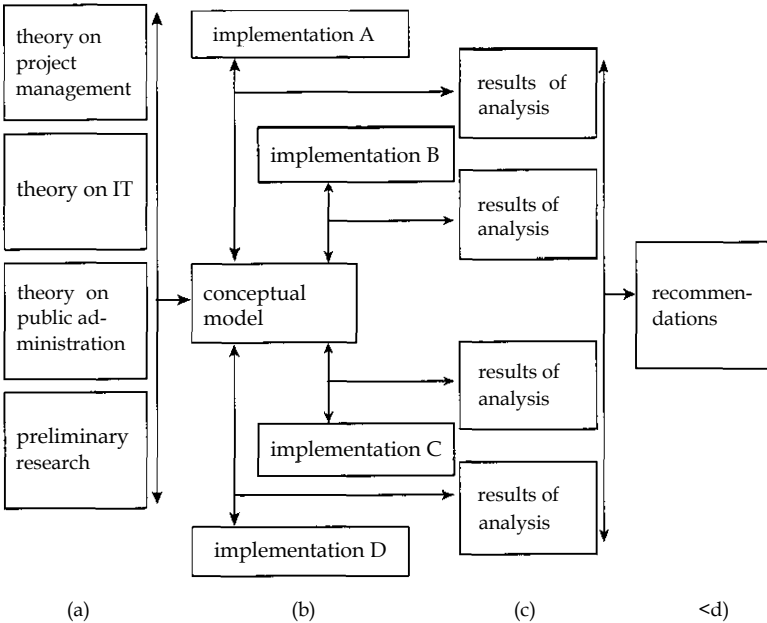 theory on
project
management
theory on IT
theory on
public ad-
ministration
preliminary
research
implementation A
implementation B
conceptual
model
implementation C
implementation D
results of
analysis
results of
analysis
results of
analysis
results of
analysis
recommen-
dations
(a)
(b)
(c)
<d)